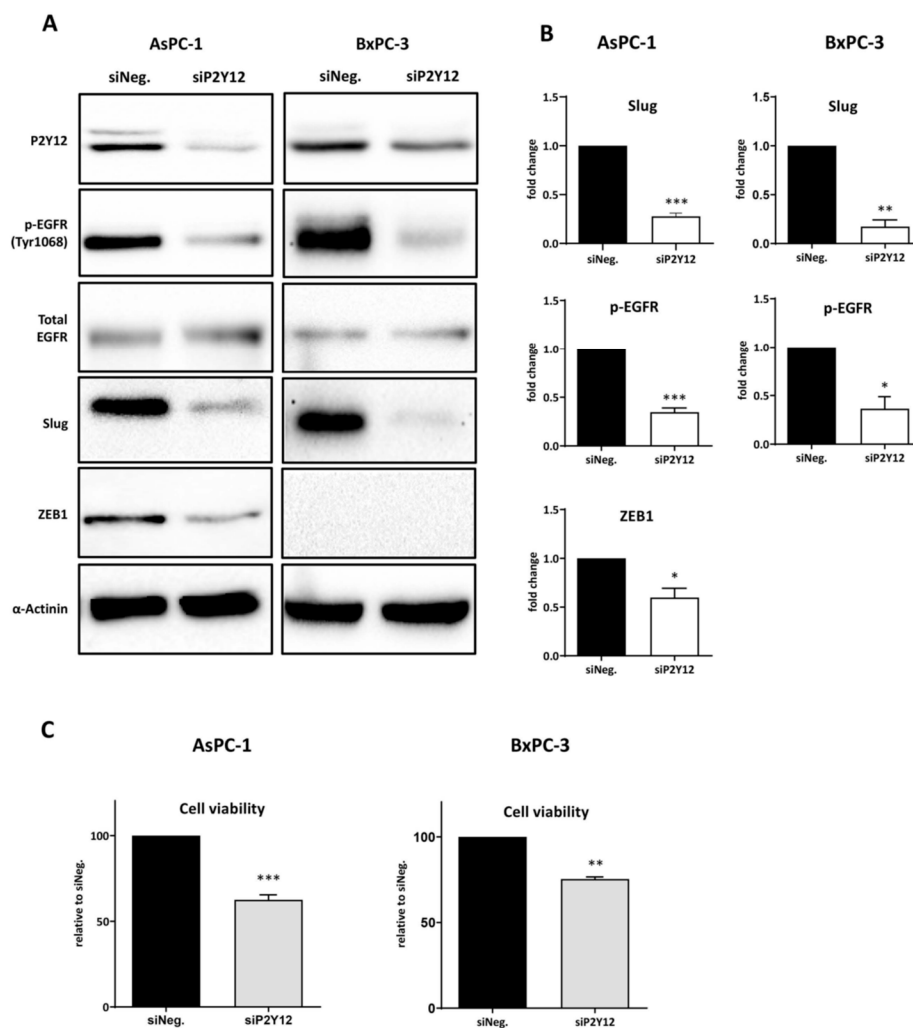 A
AsPC-1 BxPC-3
siNeg. siP2Y12 siNeg. siP2Y12
P2Y12
p-EGFR
(Tyr1068)
Total
EGFR
Slug
ZEB1
α-Actinin
B
AsPC-1 BxPC-3
Slug
fold change
1.5
1.0
0.5
0.0
***
siNeg. siP2Y12
Slug
fold change
1.5
1.0
0.5
0.0
**
siNeg. siP2Y12
p-EGFR
fold change
1.5
1.0
0.5
0.0
***
siNeg. siP2Y12
p-EGFR
fold change
1.5
1.0
0.5
0.0
*
siNeg. siP2Y12
ZEB1
fold change
1.5
1.0
0.5
0.0
*
siNeg. siP2Y12
C
AsPC-1
Cell viability
relative to siNeg.
100
50
0
***
siNeg. siP2Y12
BxPC-3
Cell viability
relative to siNeg.
100
50
0
**
siNeg. siP2Y12